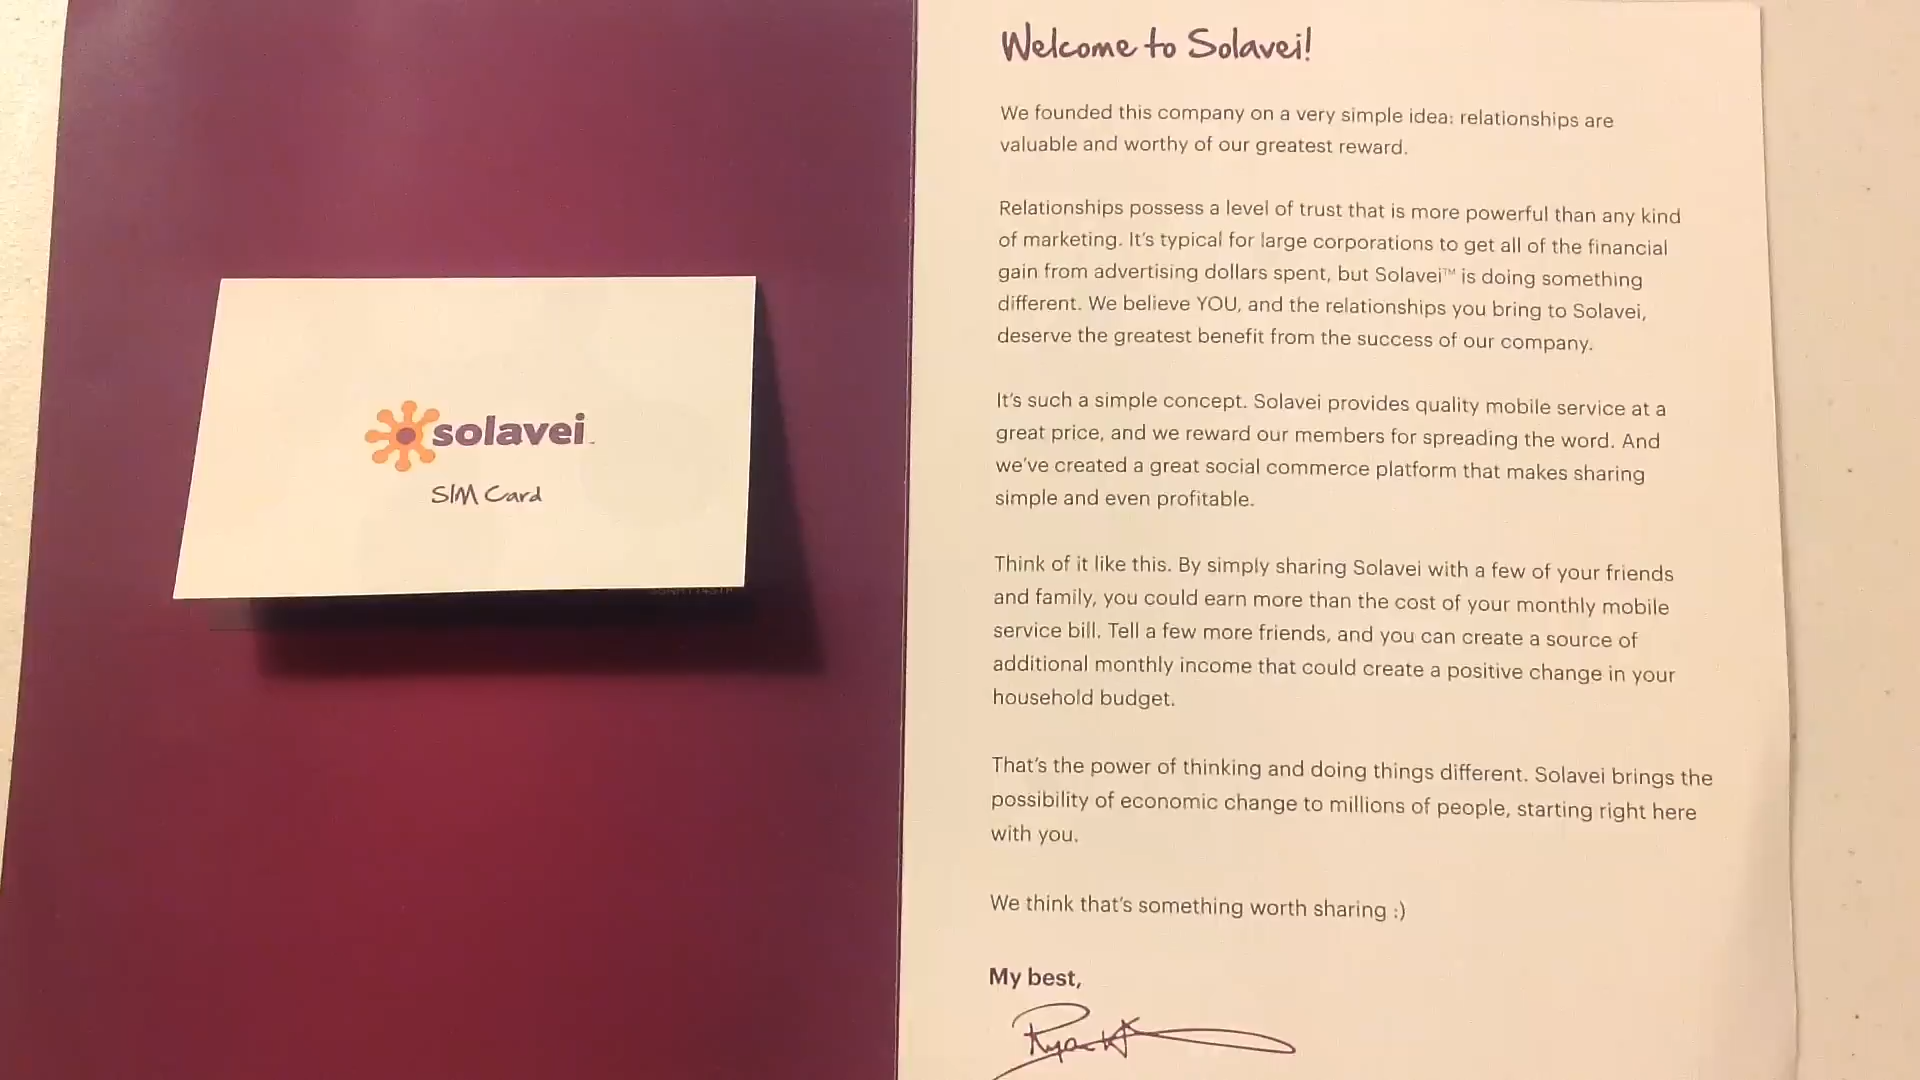 solavei™
SIM Card
Welcome to Solavei!
We founded this company on a very simple idea: relationships are
valuable and worthy of our greatest reward.
Relationships possess a level of trust that is more powerful than any kind
of marketing. It's typical for large corporations to get all of the financial
gain from advertising dollars spent, but Solavei™ is doing something
different. We believe YOU, and the relationships you bring to Solavei,
deserve the greatest benefit from the success of our company.
It's such a simple concept. Solavei provides quality mobile service at a
great price, and we reward our members for spreading the word. And
we've created a great social commerce platform that makes sharing
simple and even profitable.
Think of it like this. By simply sharing Solavei with a few of your friends
and family, you could earn more than the cost of your monthly mobile
service bill. Tell a few more friends, and you can create a source of
additional monthly income that could create a positive change in your
household budget.
That's the power of thinking and doing things different. Solavei brings the
possibility of economic change to millions of people, starting right here
with you.
We think that's something worth sharing :)
My best,
Ryan